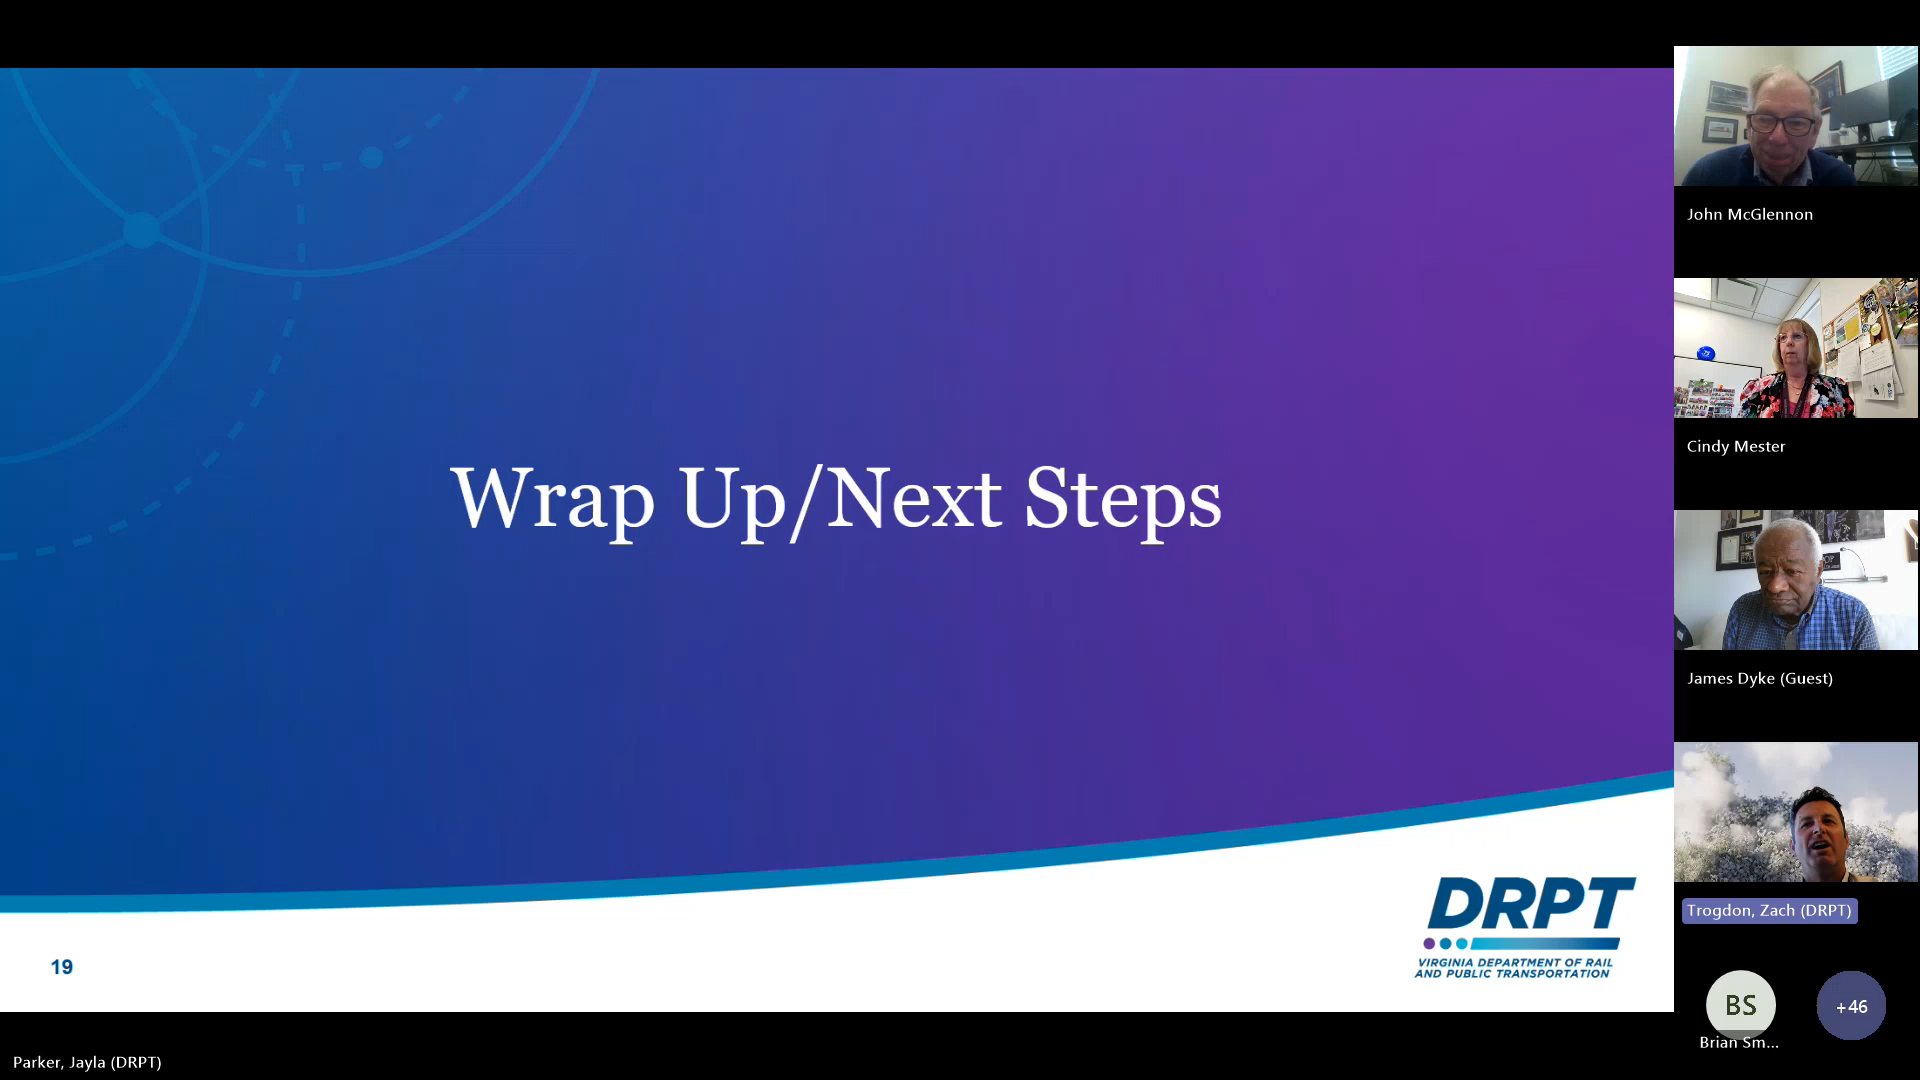 Wrap Up/Next Steps
19
DRPT
VIRGINIA DEPARTMENT OF RAIL
AND PUBLIC TRANSPORTATION
Parker, Jayla (DRPT)
John McGlennon
Cindy Mester
James Dyke (Guest)
Trogdon, Zach (DRPT)
BS
Brian Sm...
+46